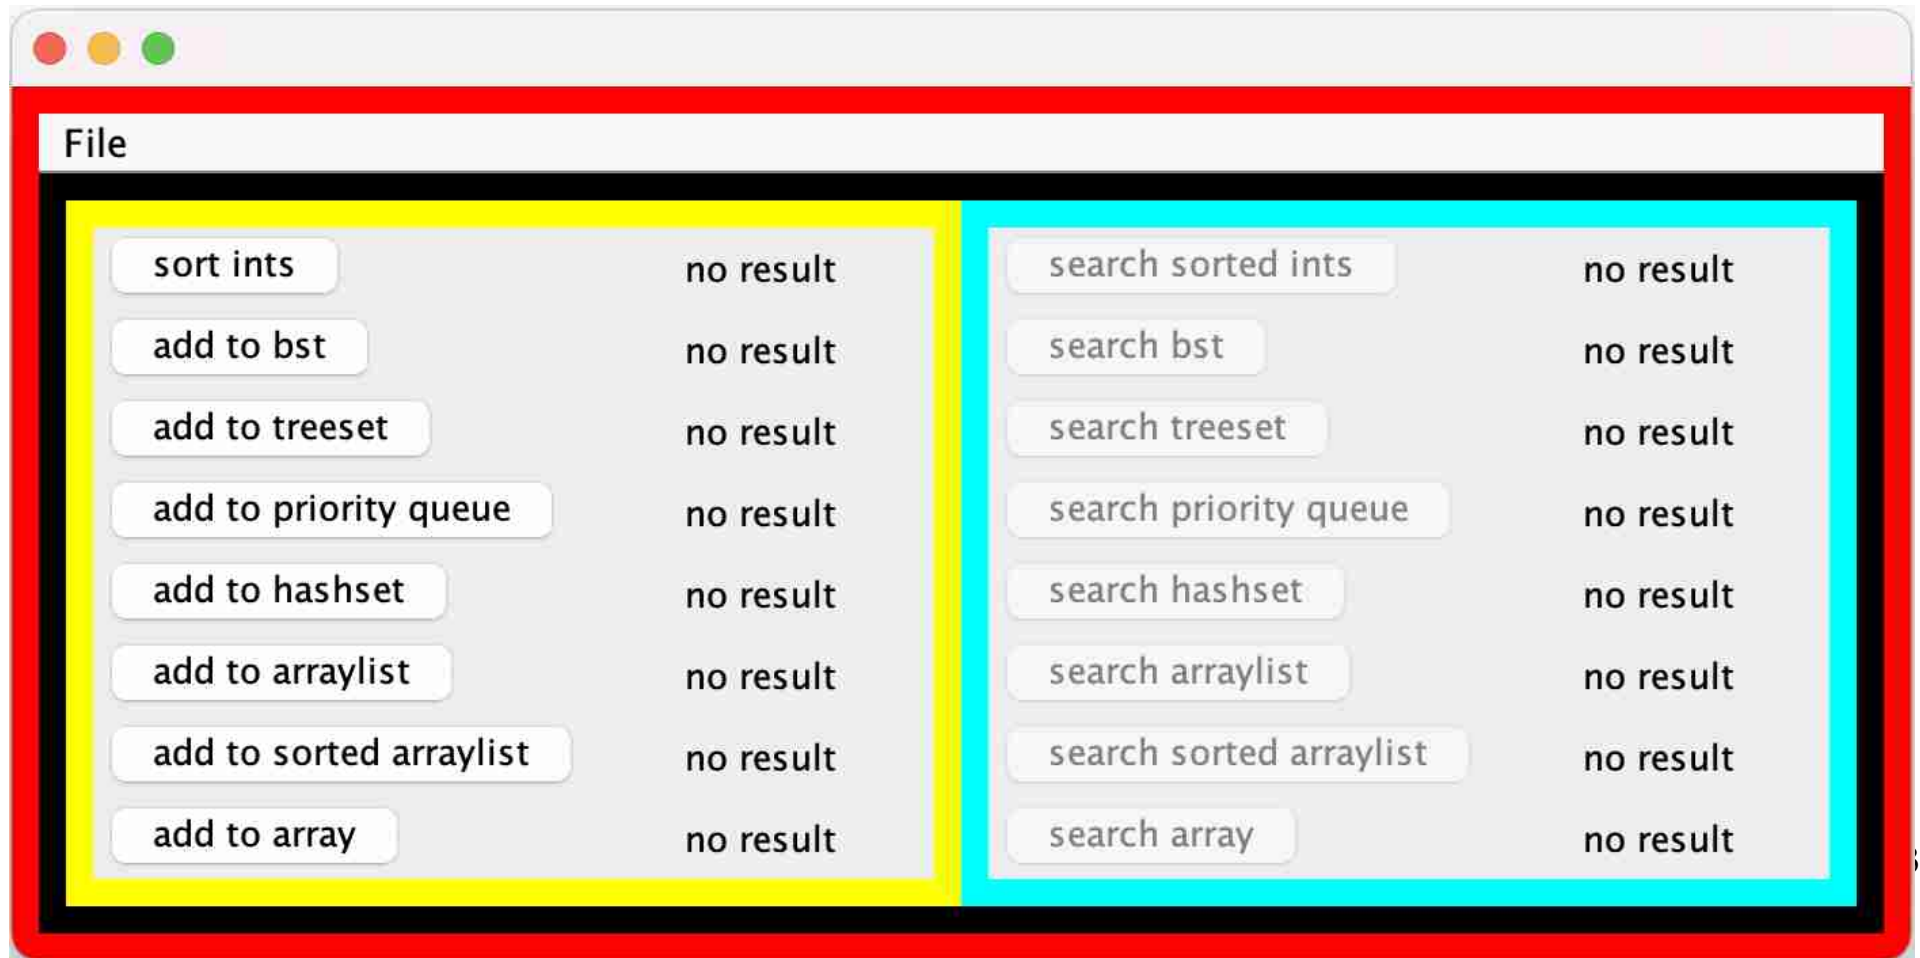 File
sort ints no result search sorted ints no result
add to bst no result search bst no result
add to treeset no result search treeset no result
add to priority queue no result search priority queue no result
add to hashset no result search hashset no result
add to arraylist no result search arraylist no result
add to sorted arraylist no result search sorted arraylist no result
add to array no result search array no result